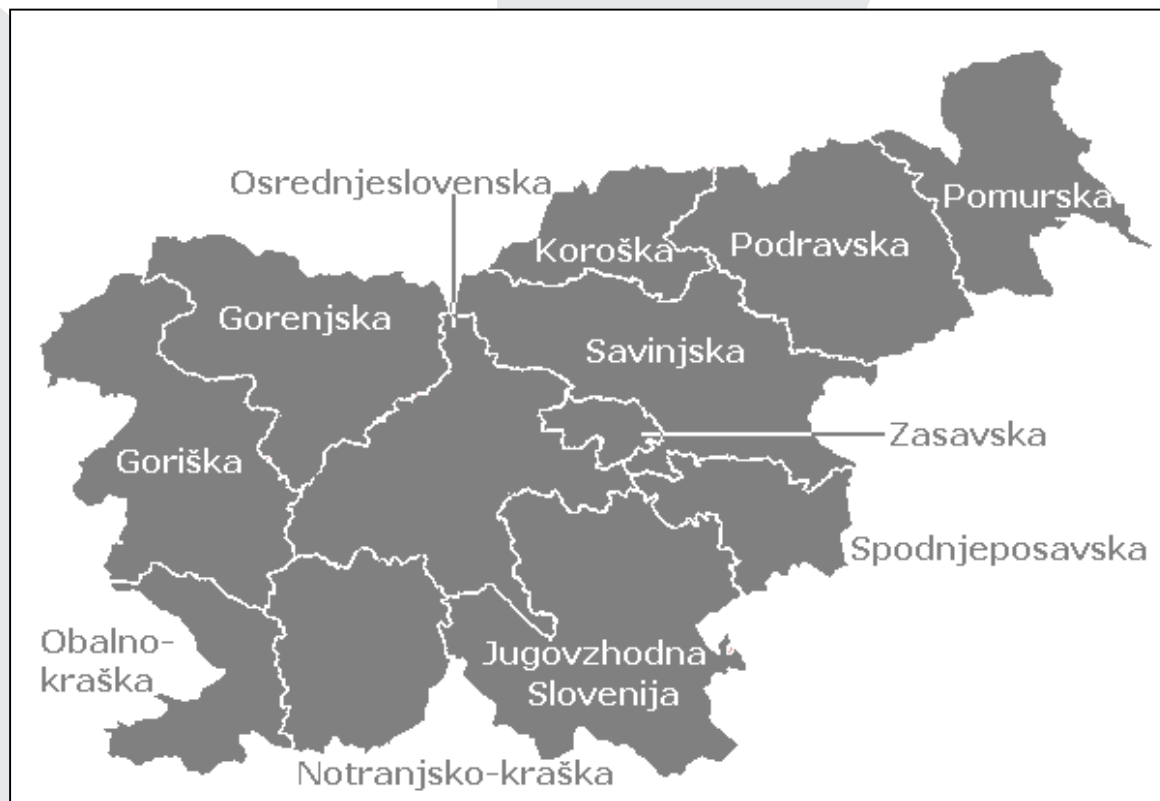 Osrednjeslovenska
Pomurska
Koroška
Podravska
Gorenjska
Savinjska
Zasavska
Goriška
Spodnjeposavska
Obalno-
kraška
Jugovzhodna
Slovenija
Notranjsko-kraška